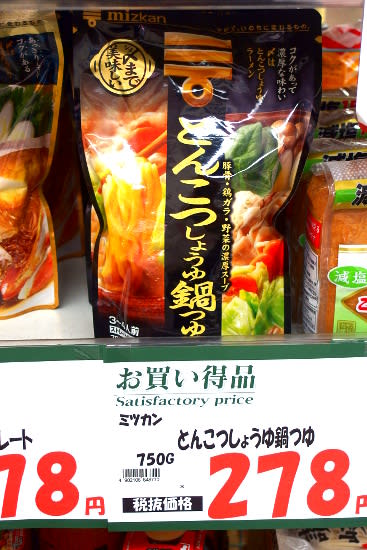 mizkan
〆まで美味しい
コクがあって
濃厚な味わい
〆は
とんこつしょうゆ
ラーメン
とんこつしょうゆ鍋つゆ
豚骨・鶏ガラ・野菜の濃厚スープ
3~4人前
減塩
減塩
お買い得品
Satisfactory price
ミツカン
とんこつしょうゆ鍋つゆ
750G
税抜価格
278円
レート
78円